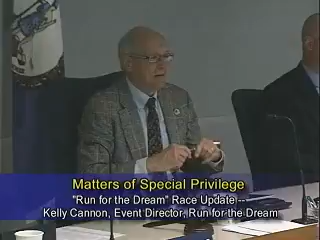 Matters of Special Privilege
"Run for the Dream" Race Update --
Kelly Cannon, Event Director, Run for the Dream